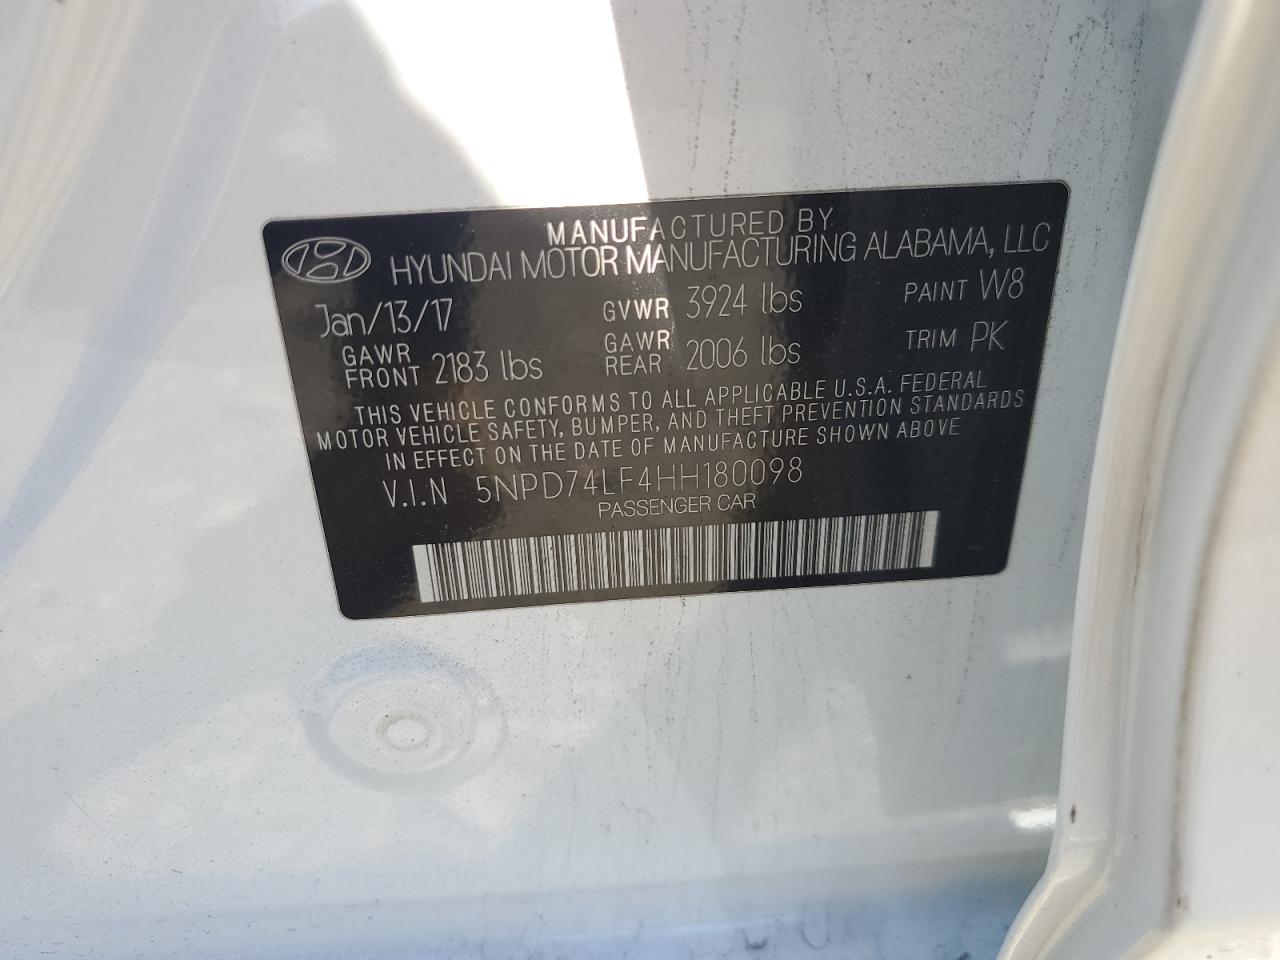 MANUFACTURED BY
HYUNDAI MOTOR MANUFACTURING ALABAMA, LLC
Jan/13/17 GVWR 3924 lbs PAINT W8
GAWR FRONT 2183 lbs GAWR REAR 2006 lbs TRIM PK
THIS VEHICLE CONFORMS TO ALL APPLICABLE U.S.A. FEDERAL
MOTOR VEHICLE SAFETY, BUMPER, AND THEFT PREVENTION STANDARDS
IN EFFECT ON THE DATE OF MANUFACTURE SHOWN ABOVE
V.I.N 5NPD74LF4HH180098
PASSENGER CAR